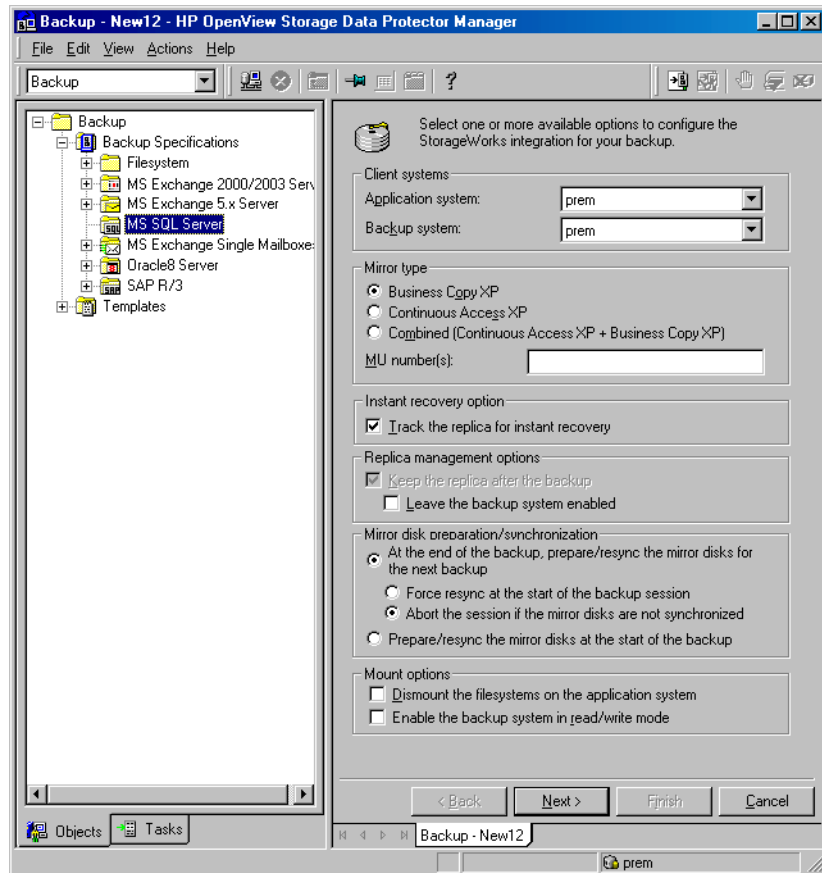 Backup - New12 - HP OpenView Storage Data Protector Manager
File Edit View Actions Help
Backup
Backup
Backup Specifications
Filesystem
MS Exchange 2000/2003 Serv
MS Exchange 5.x Server
MS SQL Server
MS Exchange Single Mailboxe
Oracle8 Server
SAP R/3
Templates
Objects
Tasks
Select one or more available options to configure the
StorageWorks integration for your backup.
Client systems
Application system: prem
Backup system: prem
Mirror type
Business Copy XP
Continuous Access XP
Combined (Continuous Access XP + Business Copy XP)
MU number(s):
Instant recovery option
Track the replica for instant recovery
Replica management options
Keep the replica after the backup
Leave the backup system enabled
Mirror disk preparation/synchronization
At the end of the backup, prepare/resync the mirror disks for
the next backup
Force resync at the start of the backup session
Abort the session if the mirror disks are not synchronized
Prepare/resync the mirror disks at the start of the backup
Mount options
Dismount the filesystems on the application system
Enable the backup system in read/write mode
< Back Next > Finish Cancel
Backup - New12
prem